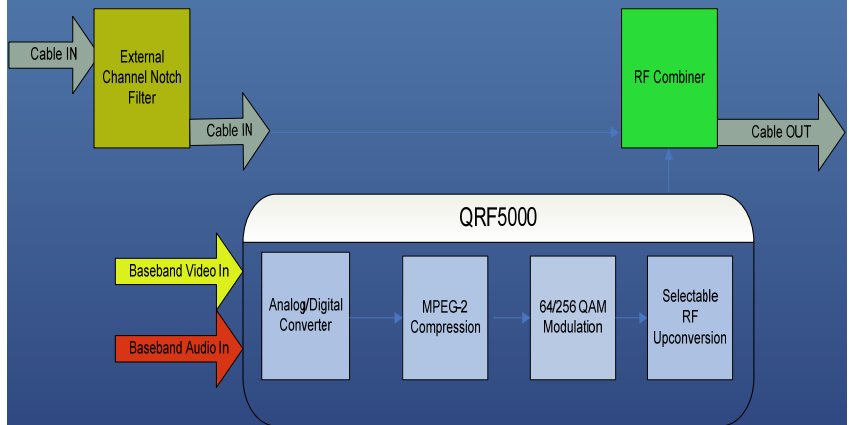 Cable IN
External
Channel Notch
Filter
Cable IN
RF Combiner
Cable OUT
QRF5000
Baseband Video In
Baseband Audio In
Analog/Digital
Converter
MPEG-2
Compression
64/256 QAM
Modulation
Selectable
RF
Upconversion